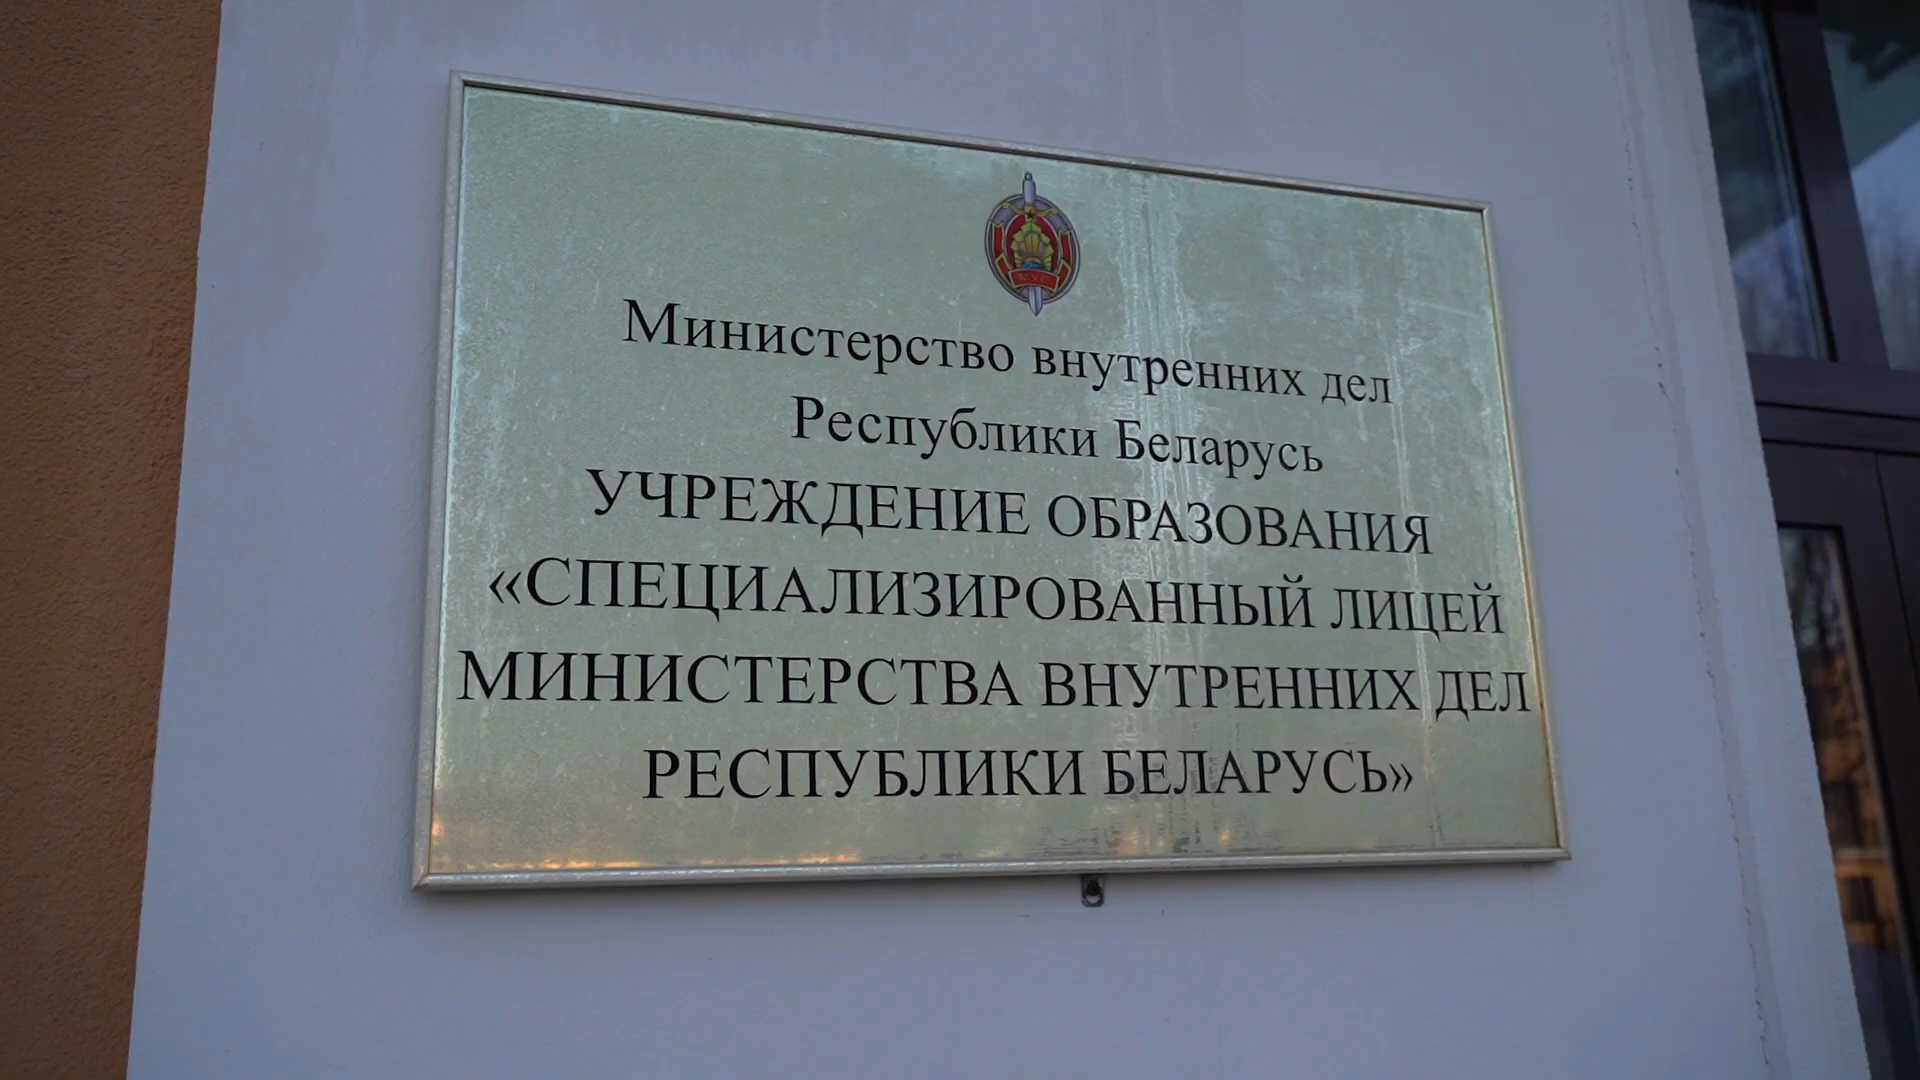 Министерство внутренних дел
Республики Беларусь
УЧРЕЖДЕНИЕ ОБРАЗОВАНИЯ
«СПЕЦИАЛИЗИРОВАННЫЙ ЛИЦЕЙ
МИНИСТЕРСТВА ВНУТРЕННИХ ДЕЛ
РЕСПУБЛИКИ БЕЛАРУСЬ»